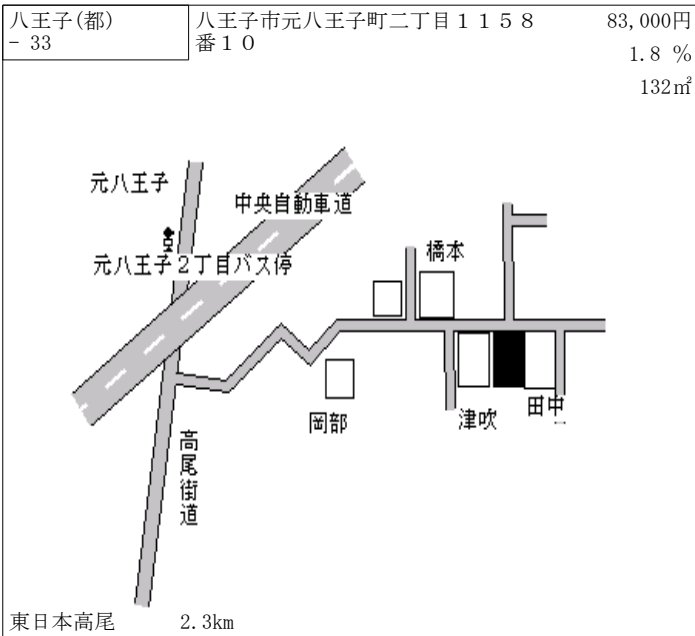 八王子(都)
- 33
八王子市元八王子町二丁目１１５８
番１０
83,000円
1.8 %
132㎡
元八王子
中央自動車道
元八王子２丁目バス停
橋本
岡部
津吹
田中
高尾街道
東日本高尾 2.3km